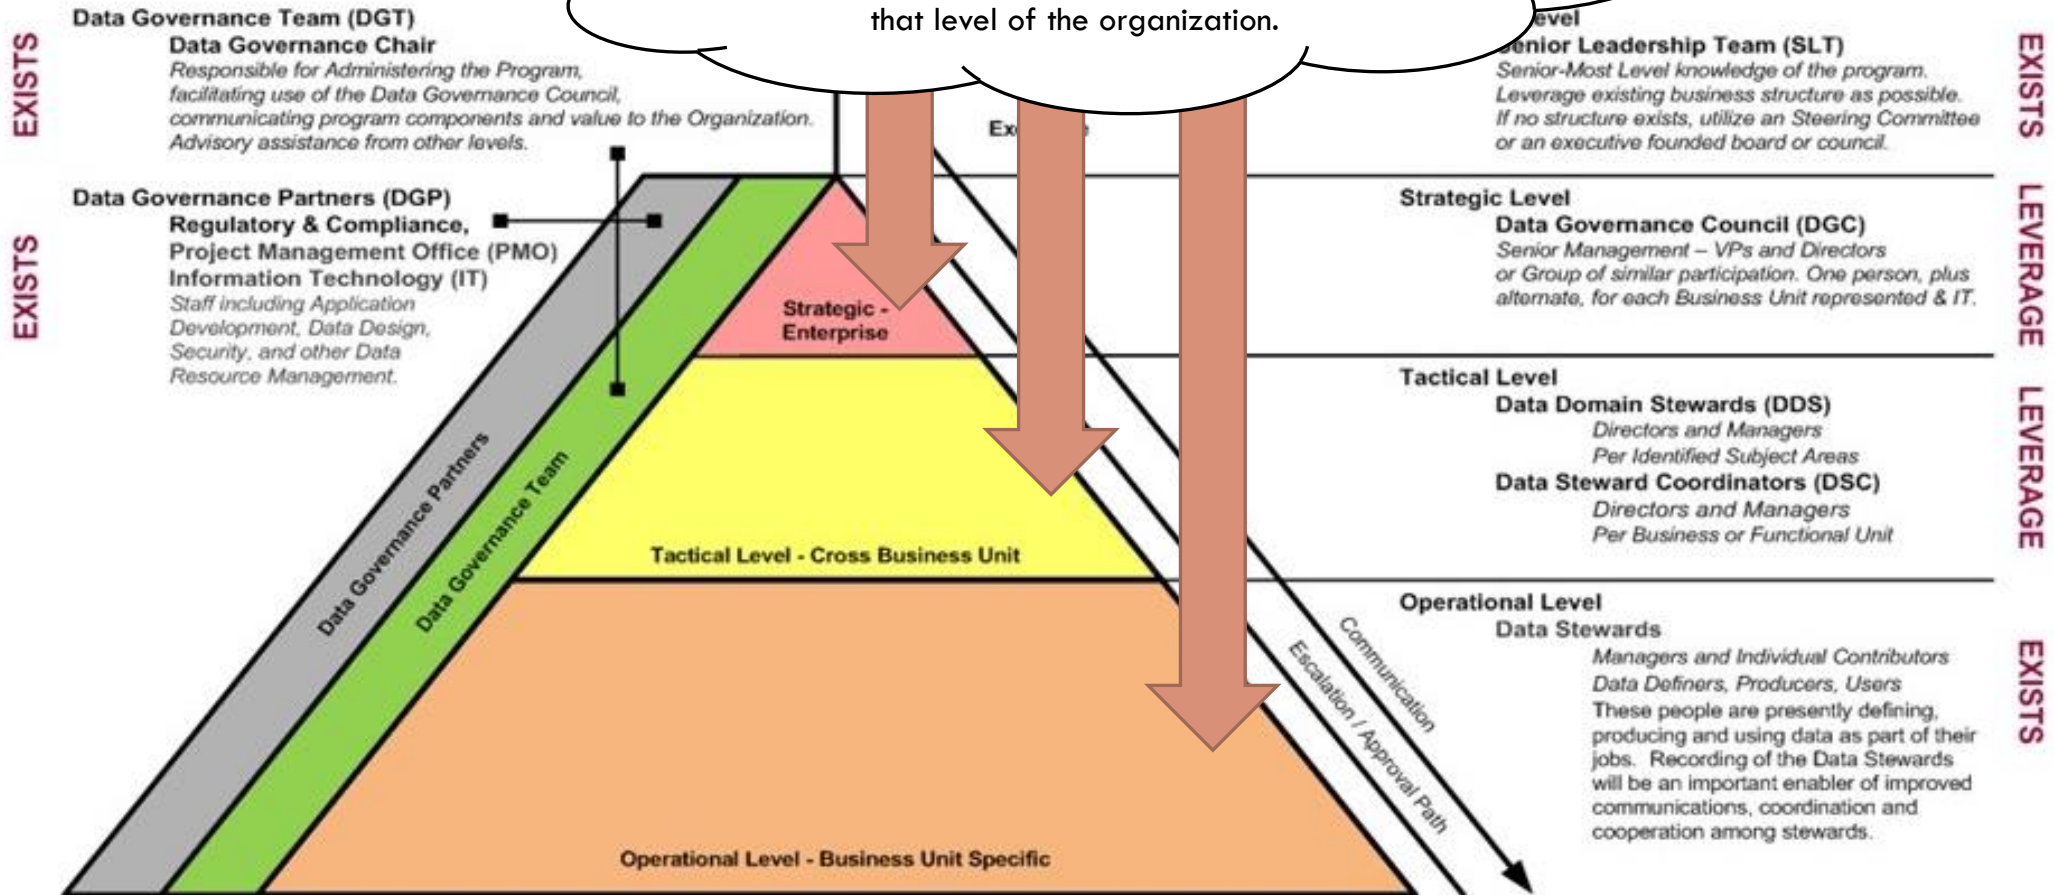 that level of the organization.
EXISTS
Data Governance Team (DGT)
Data Governance Chair
Responsible for Administering the Program,
facilitating use of the Data Governance Council,
communicating program components and value to the Organization.
Advisory assistance from other levels.
EXISTS
Data Governance Partners (DGP)
Regulatory & Compliance,
Project Management Office (PMO)
Information Technology (IT)
Staff including Application
Development, Data Design,
Security, and other Data
Resource Management.
Data Governance Partners
Data Governance Team
Strategic -
Enterprise
Tactical Level - Cross Business Unit
Operational Level - Business Unit Specific
Communication
Escalation / Approval Path
Senior Leadership Team (SLT)
Senior-Most Level knowledge of the program.
Leverage existing business structure as possible.
If no structure exists, utilize an Steering Committee
or an executive founded board or council.
EXISTS
Strategic Level
Data Governance Council (DGC)
Senior Management – VPs and Directors
or Group of similar participation. One person, plus
alternate, for each Business Unit represented & IT.
LEVERAGE
Tactical Level
Data Domain Stewards (DDS)
Directors and Managers
Per Identified Subject Areas
Data Steward Coordinators (DSC)
Directors and Managers
Per Business or Functional Unit
LEVERAGE
Operational Level
Data Stewards
Managers and Individual Contributors
Data Definers, Producers, Users
These people are presently defining,
producing and using data as part of their
jobs. Recording of the Data Stewards
will be an important enabler of improved
communications, coordination and
cooperation among stewards.
EXISTS